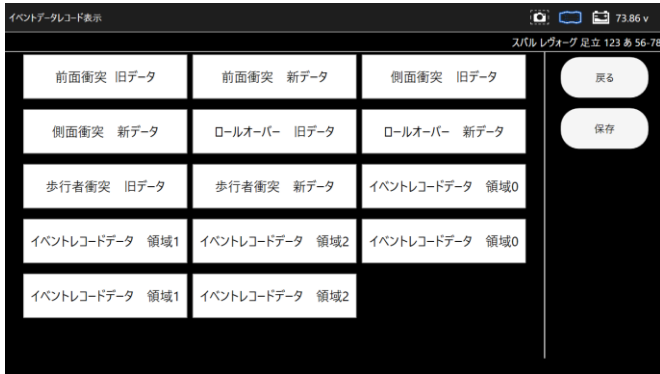 イベントデータレコード表示
73.86 v
スバル レヴォーグ 足立 123 あ 56-78
前面衝突 旧データ
前面衝突 新データ
側面衝突 旧データ
戻る
側面衝突 新データ
ロールオーバー 旧データ
ロールオーバー 新データ
保存
歩行者衝突 旧データ
歩行者衝突 新データ
イベントレコードデータ 領域0
イベントレコードデータ 領域1
イベントレコードデータ 領域2
イベントレコードデータ 領域0
イベントレコードデータ 領域1
イベントレコードデータ 領域2